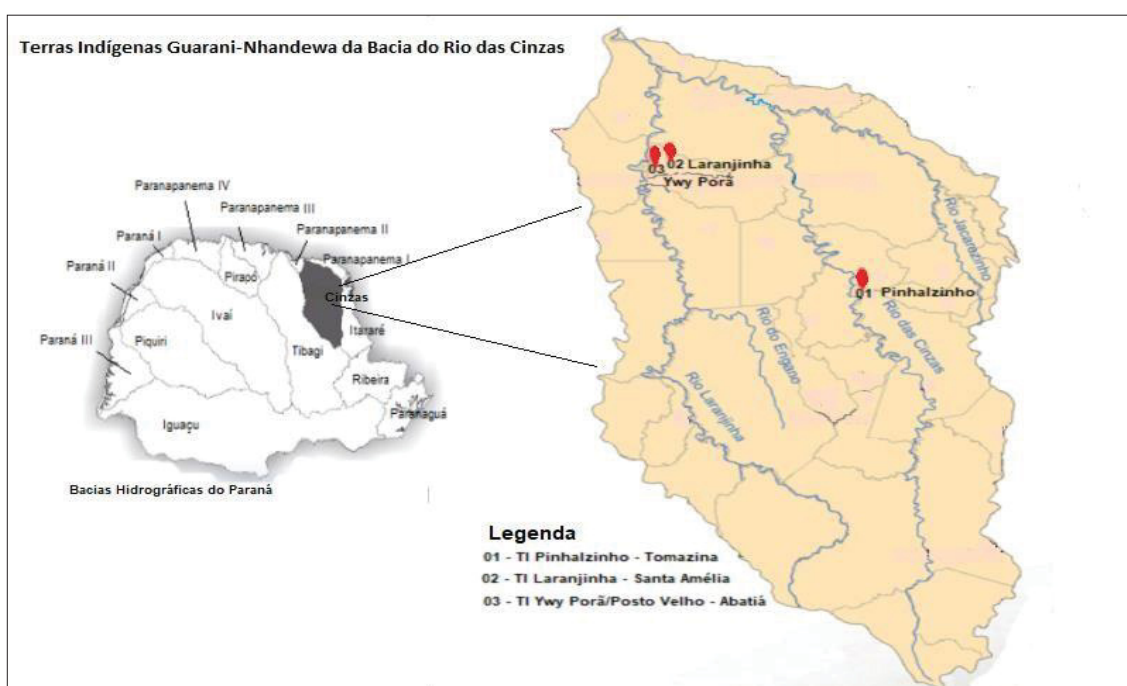 Terras Indígenas Guarani-Nhandewa da Bacia do Rio das Cinzas
Paranapanema IV
Paranapanema III
Paranapanema II
Paranapanema I
Paraná I
Paraná II
Paraná III
Pirapó
Cinzas
Ivaí
Piquiri
Tibagi
Itararé
Ribeira
Iguaçu
Paranaguá
Bacias Hidrográficas do Paraná
02 Laranjinha
03
Ywy Porã
01 Pinhalzinho
Rio Jacarazinho
Rio das Cinzas
Rio do Engano
Rio Laranjinha
Legenda
01 - TI Pinhalzinho - Tomazina
02 - TI Laranjinha - Santa Amélia
03 - TI Ywy Porã/Posto Velho - Abatiá